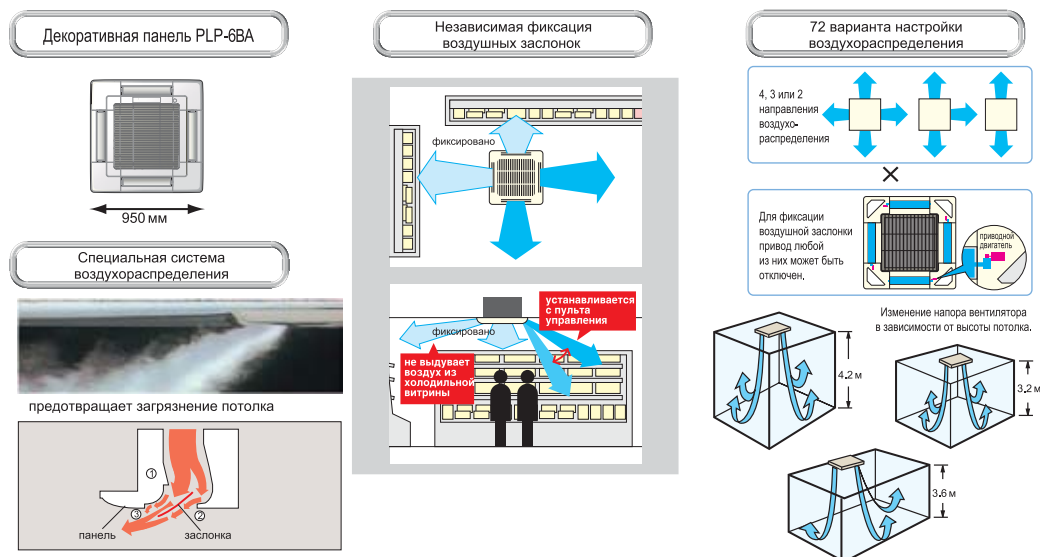 Декоративная панель PLP-6BA
950 мм
Специальная система
воздухораспределения
предотвращает загрязнение потолка
①
③
②
панель
заслонка
Независимая фиксация
воздушных заслонок
фиксировано
фиксировано
устанавливается
с пульта
управления
не выдувает
воздух из
холодильной
витрины
72 варианта настройки
воздухораспределения
4, 3 или 2
направления
воздухо-
распределения
×
Для фиксации
воздушной заслонки
привод любой
из них может быть
отключен.
приводной
двигатель
Изменение напора вентилятора
в зависимости от высоты потолка.
4.2 м
3.2 м
3.6 м